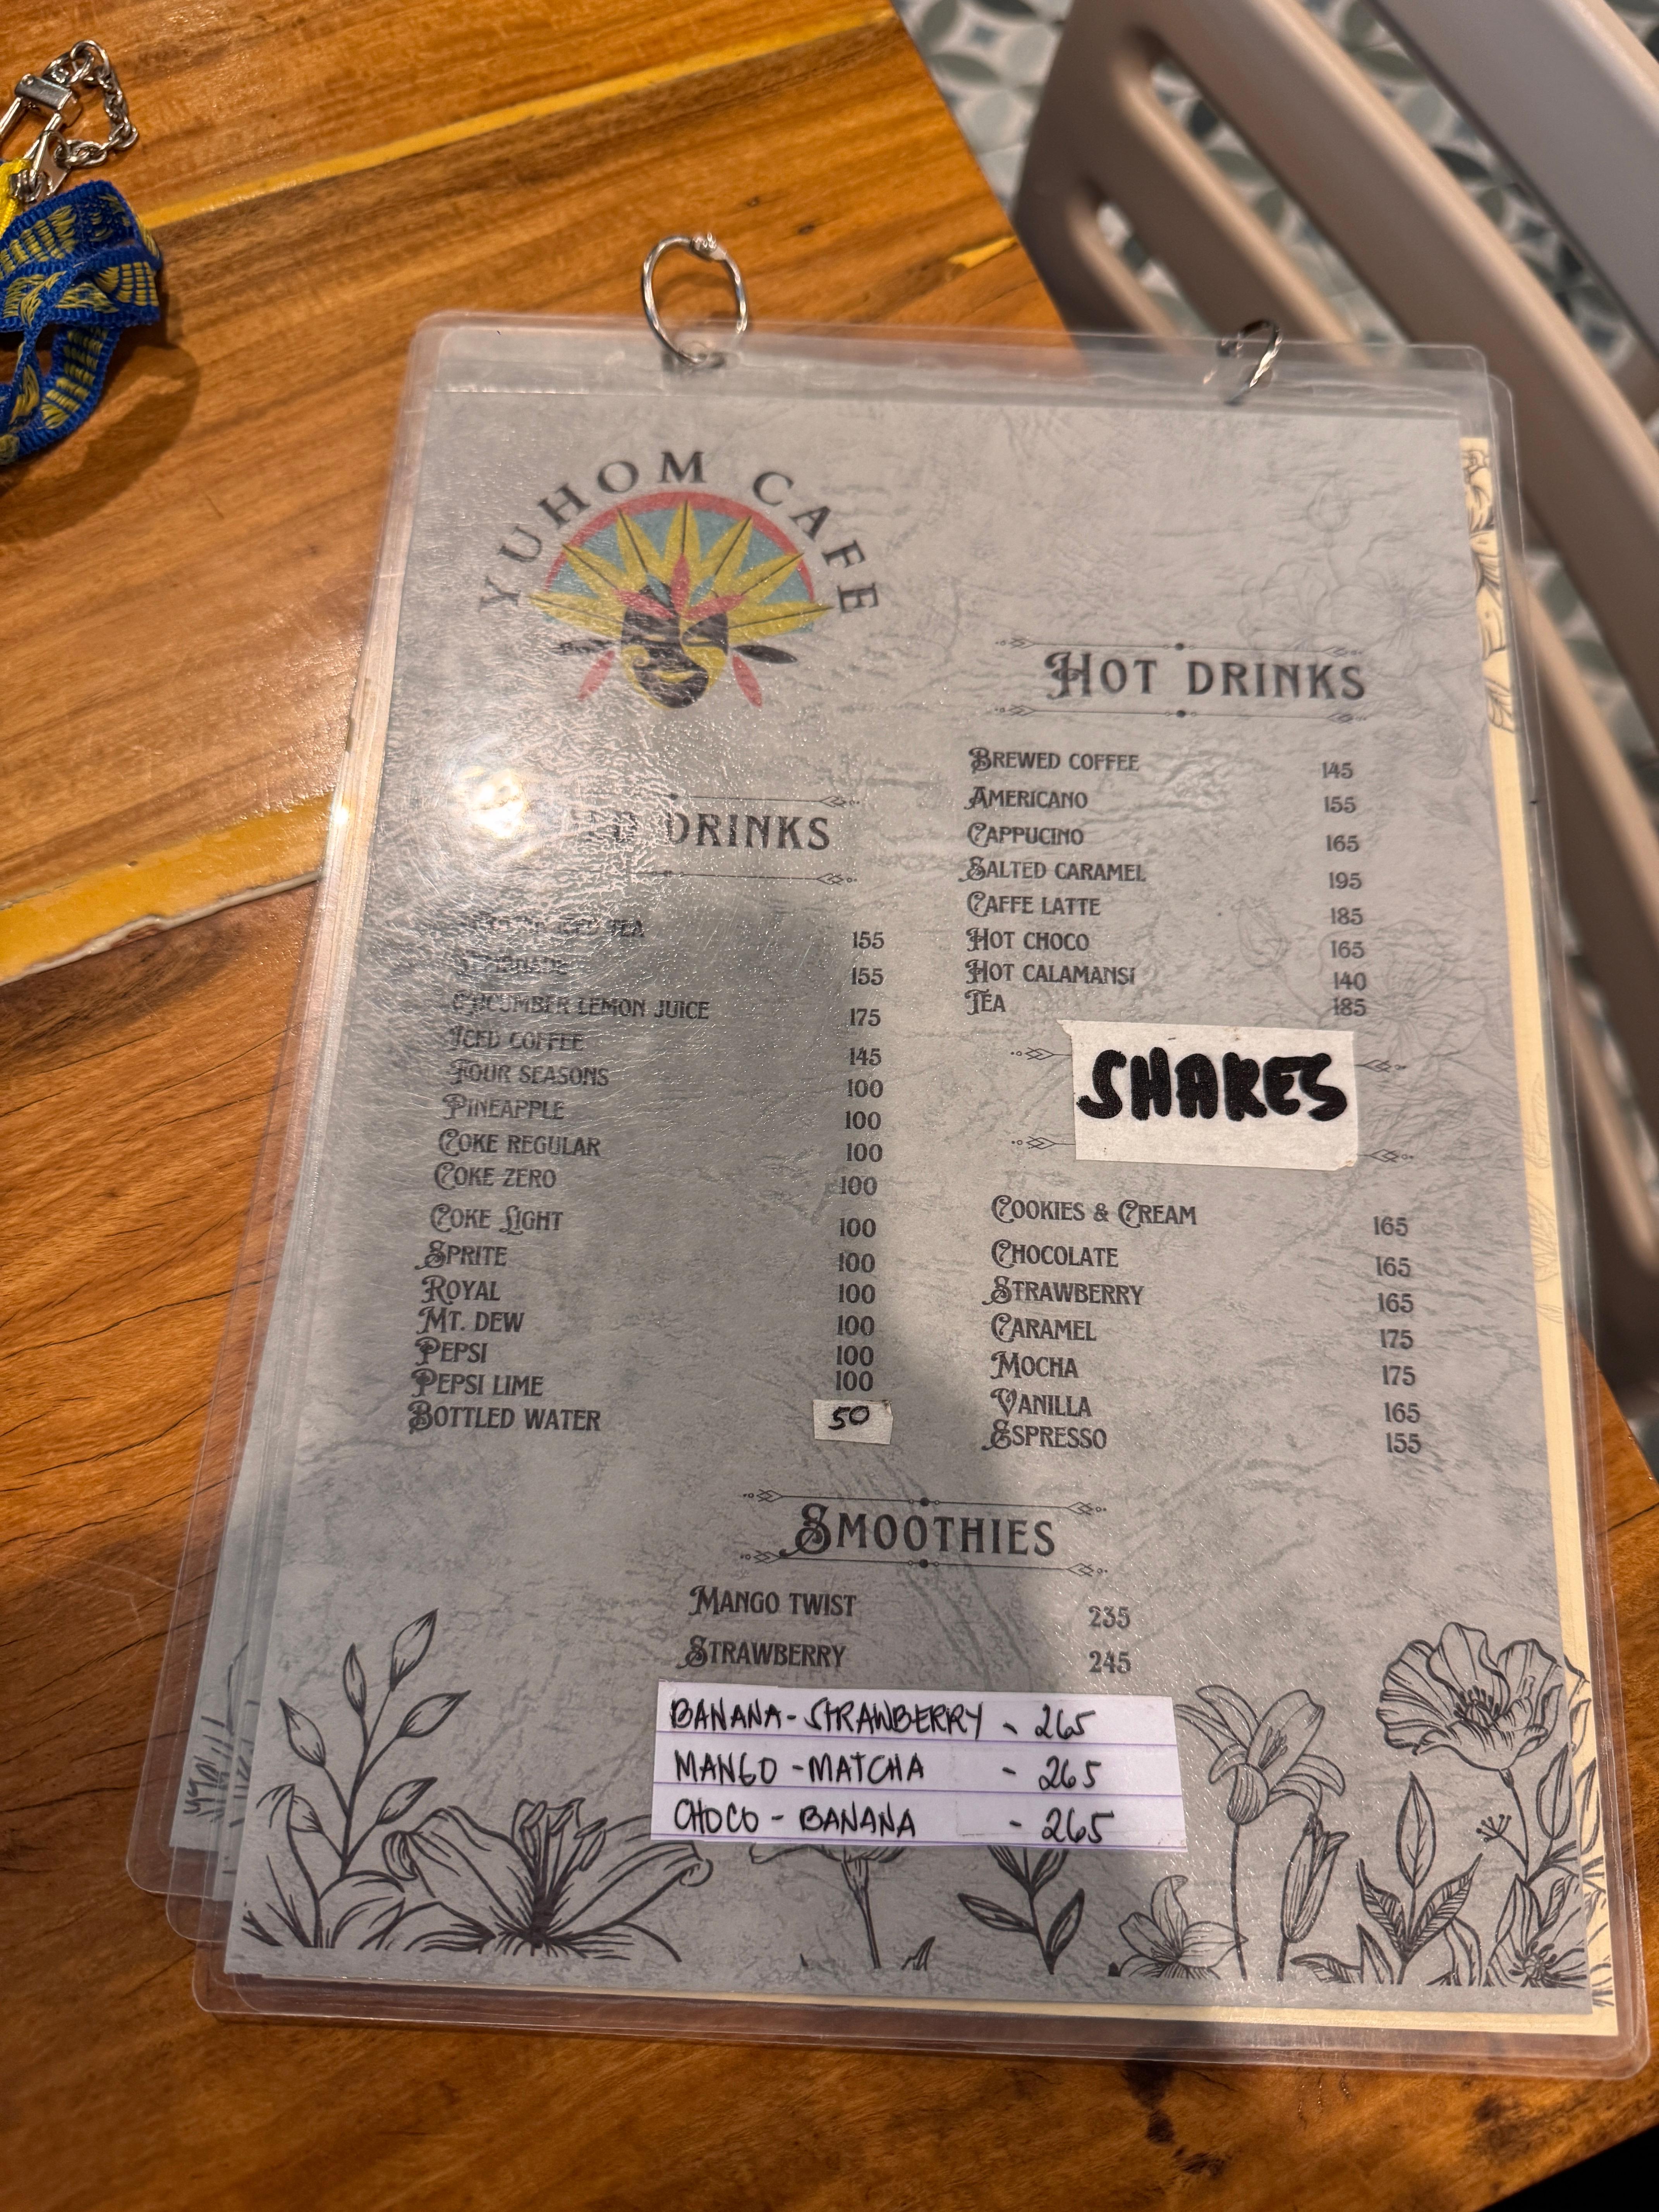 YUHOM CAFE
DRINKS
ICED TEA 155
155
CUCUMBER LEMON JUICE 175
ICED COFFEE 145
FOUR SEASONS 100
PINEAPPLE 100
COKE REGULAR 100
COKE ZERO 100
COKE LIGHT 100
SPRITE 100
ROYAL 100
MT. DEW 100
PEPSI 100
PEPSI LIME 100
BOTTLED WATER 50
HOT DRINKS
BREWED COFFEE 145
AMERICANO 155
CAPPUCINO 165
SALTED CARAMEL 195
CAFFE LATTE 185
HOT CHOCO 165
HOT CALAMANSI 140
TEA 185
SHAKES
COOKIES & CREAM 165
CHOCOLATE 165
STRAWBERRY 165
CARAMEL 175
MOCHA 175
VANILLA 165
ESPRESSO 155
SMOOTHIES
MANGO TWIST 235
STRAWBERRY 245
BANANA-STRAWBERRY - 265
MANGO-MATCHA - 265
CHOCO-BANANA - 265